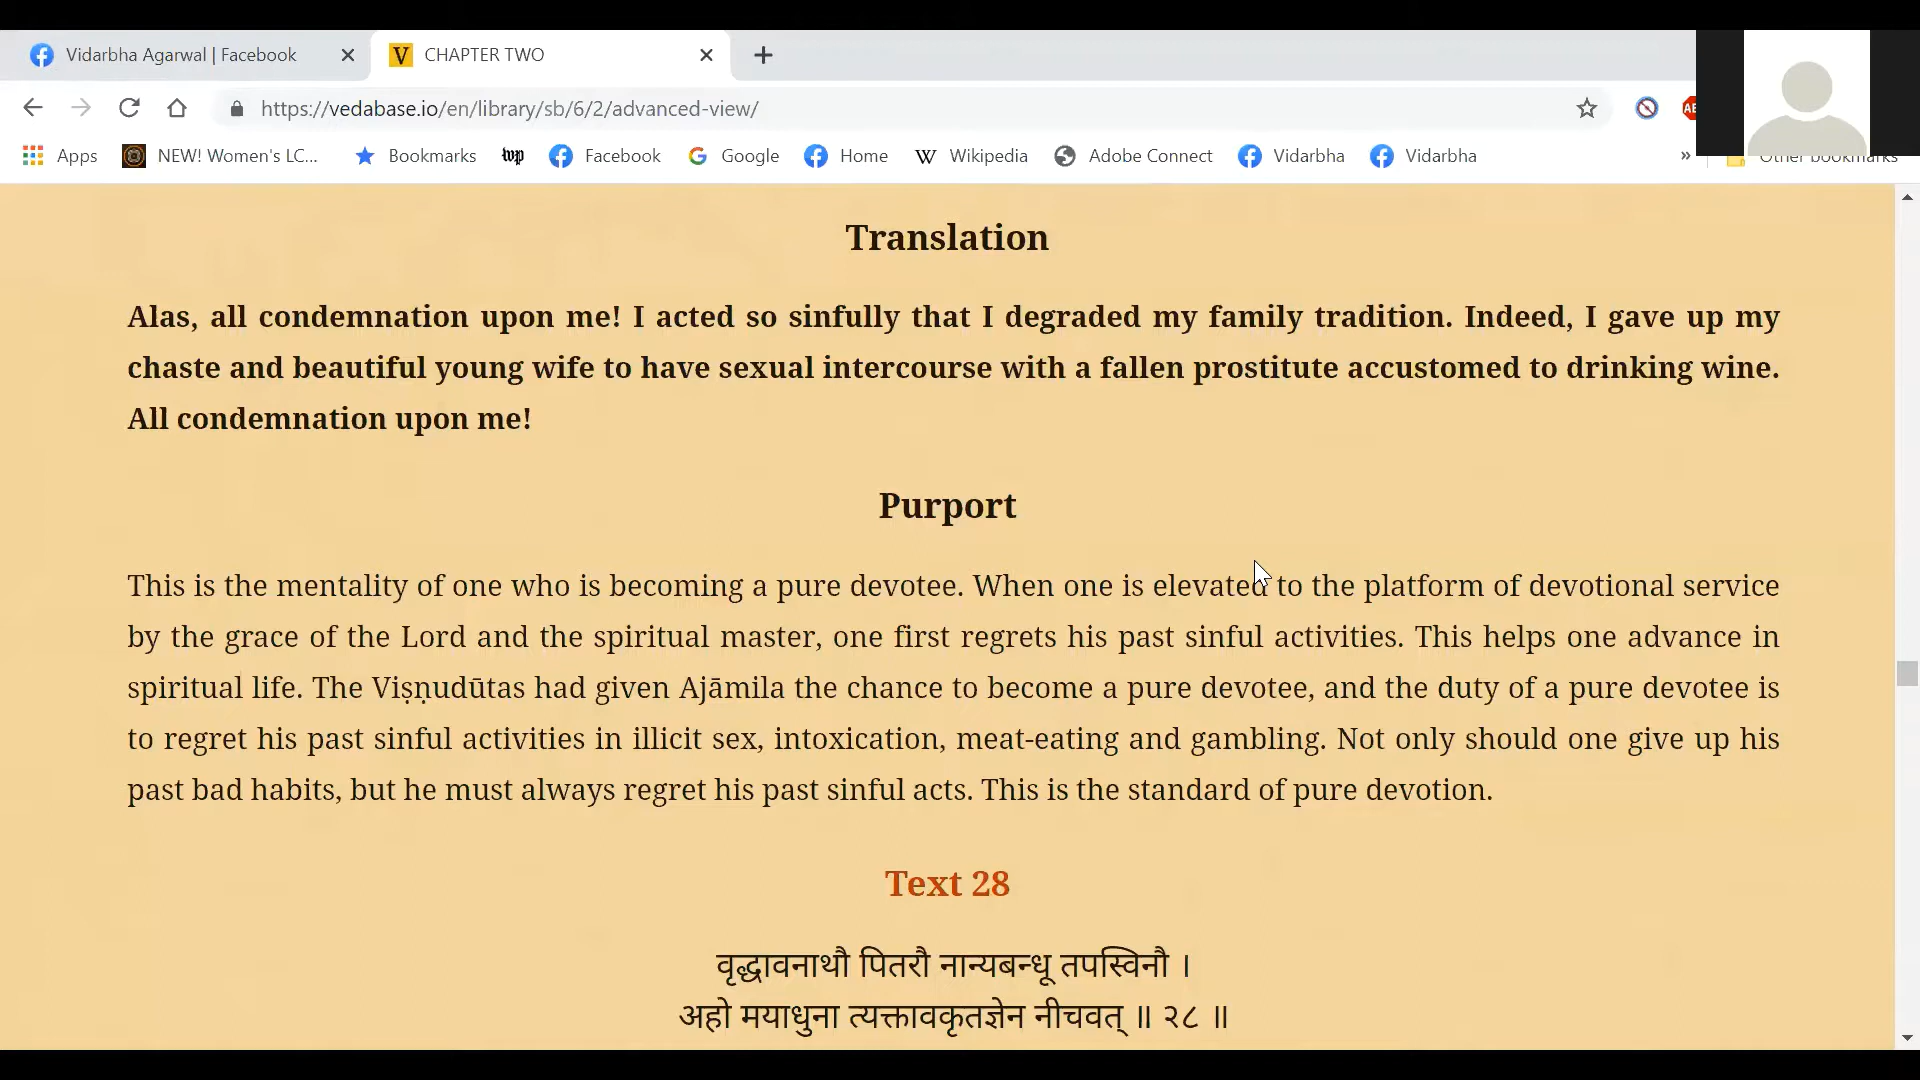 Vidarbha Agarwal | Facebook
CHAPTER TWO
https://vedabase.io/en/library/sb/6/2/advanced-view/
Apps
NEW! Women's LC...
Bookmarks
wp
Facebook
Google
Home
Wikipedia
Adobe Connect
Vidarbha
Vidarbha
»
Other bookmarks
Translation
Alas, all condemnation upon me! I acted so sinfully that I degraded my family tradition. Indeed, I gave up my
chaste and beautiful young wife to have sexual intercourse with a fallen prostitute accustomed to drinking wine.
All condemnation upon me!
Purport
This is the mentality of one who is becoming a pure devotee. When one is elevated to the platform of devotional service
by the grace of the Lord and the spiritual master, one first regrets his past sinful activities. This helps one advance in
spiritual life. The Viṣṇudūtas had given Ajāmila the chance to become a pure devotee, and the duty of a pure devotee is
to regret his past sinful activities in illicit sex, intoxication, meat-eating and gambling. Not only should one give up his
past bad habits, but he must always regret his past sinful acts. This is the standard of pure devotion.
Text 28
वृद्धावनाथौ पितरौ नान्यबन्धू तपस्विनौ ।
अहो मयाधुना त्यक्तावकृतज्ञेन नीचवत् ॥ २८ ॥